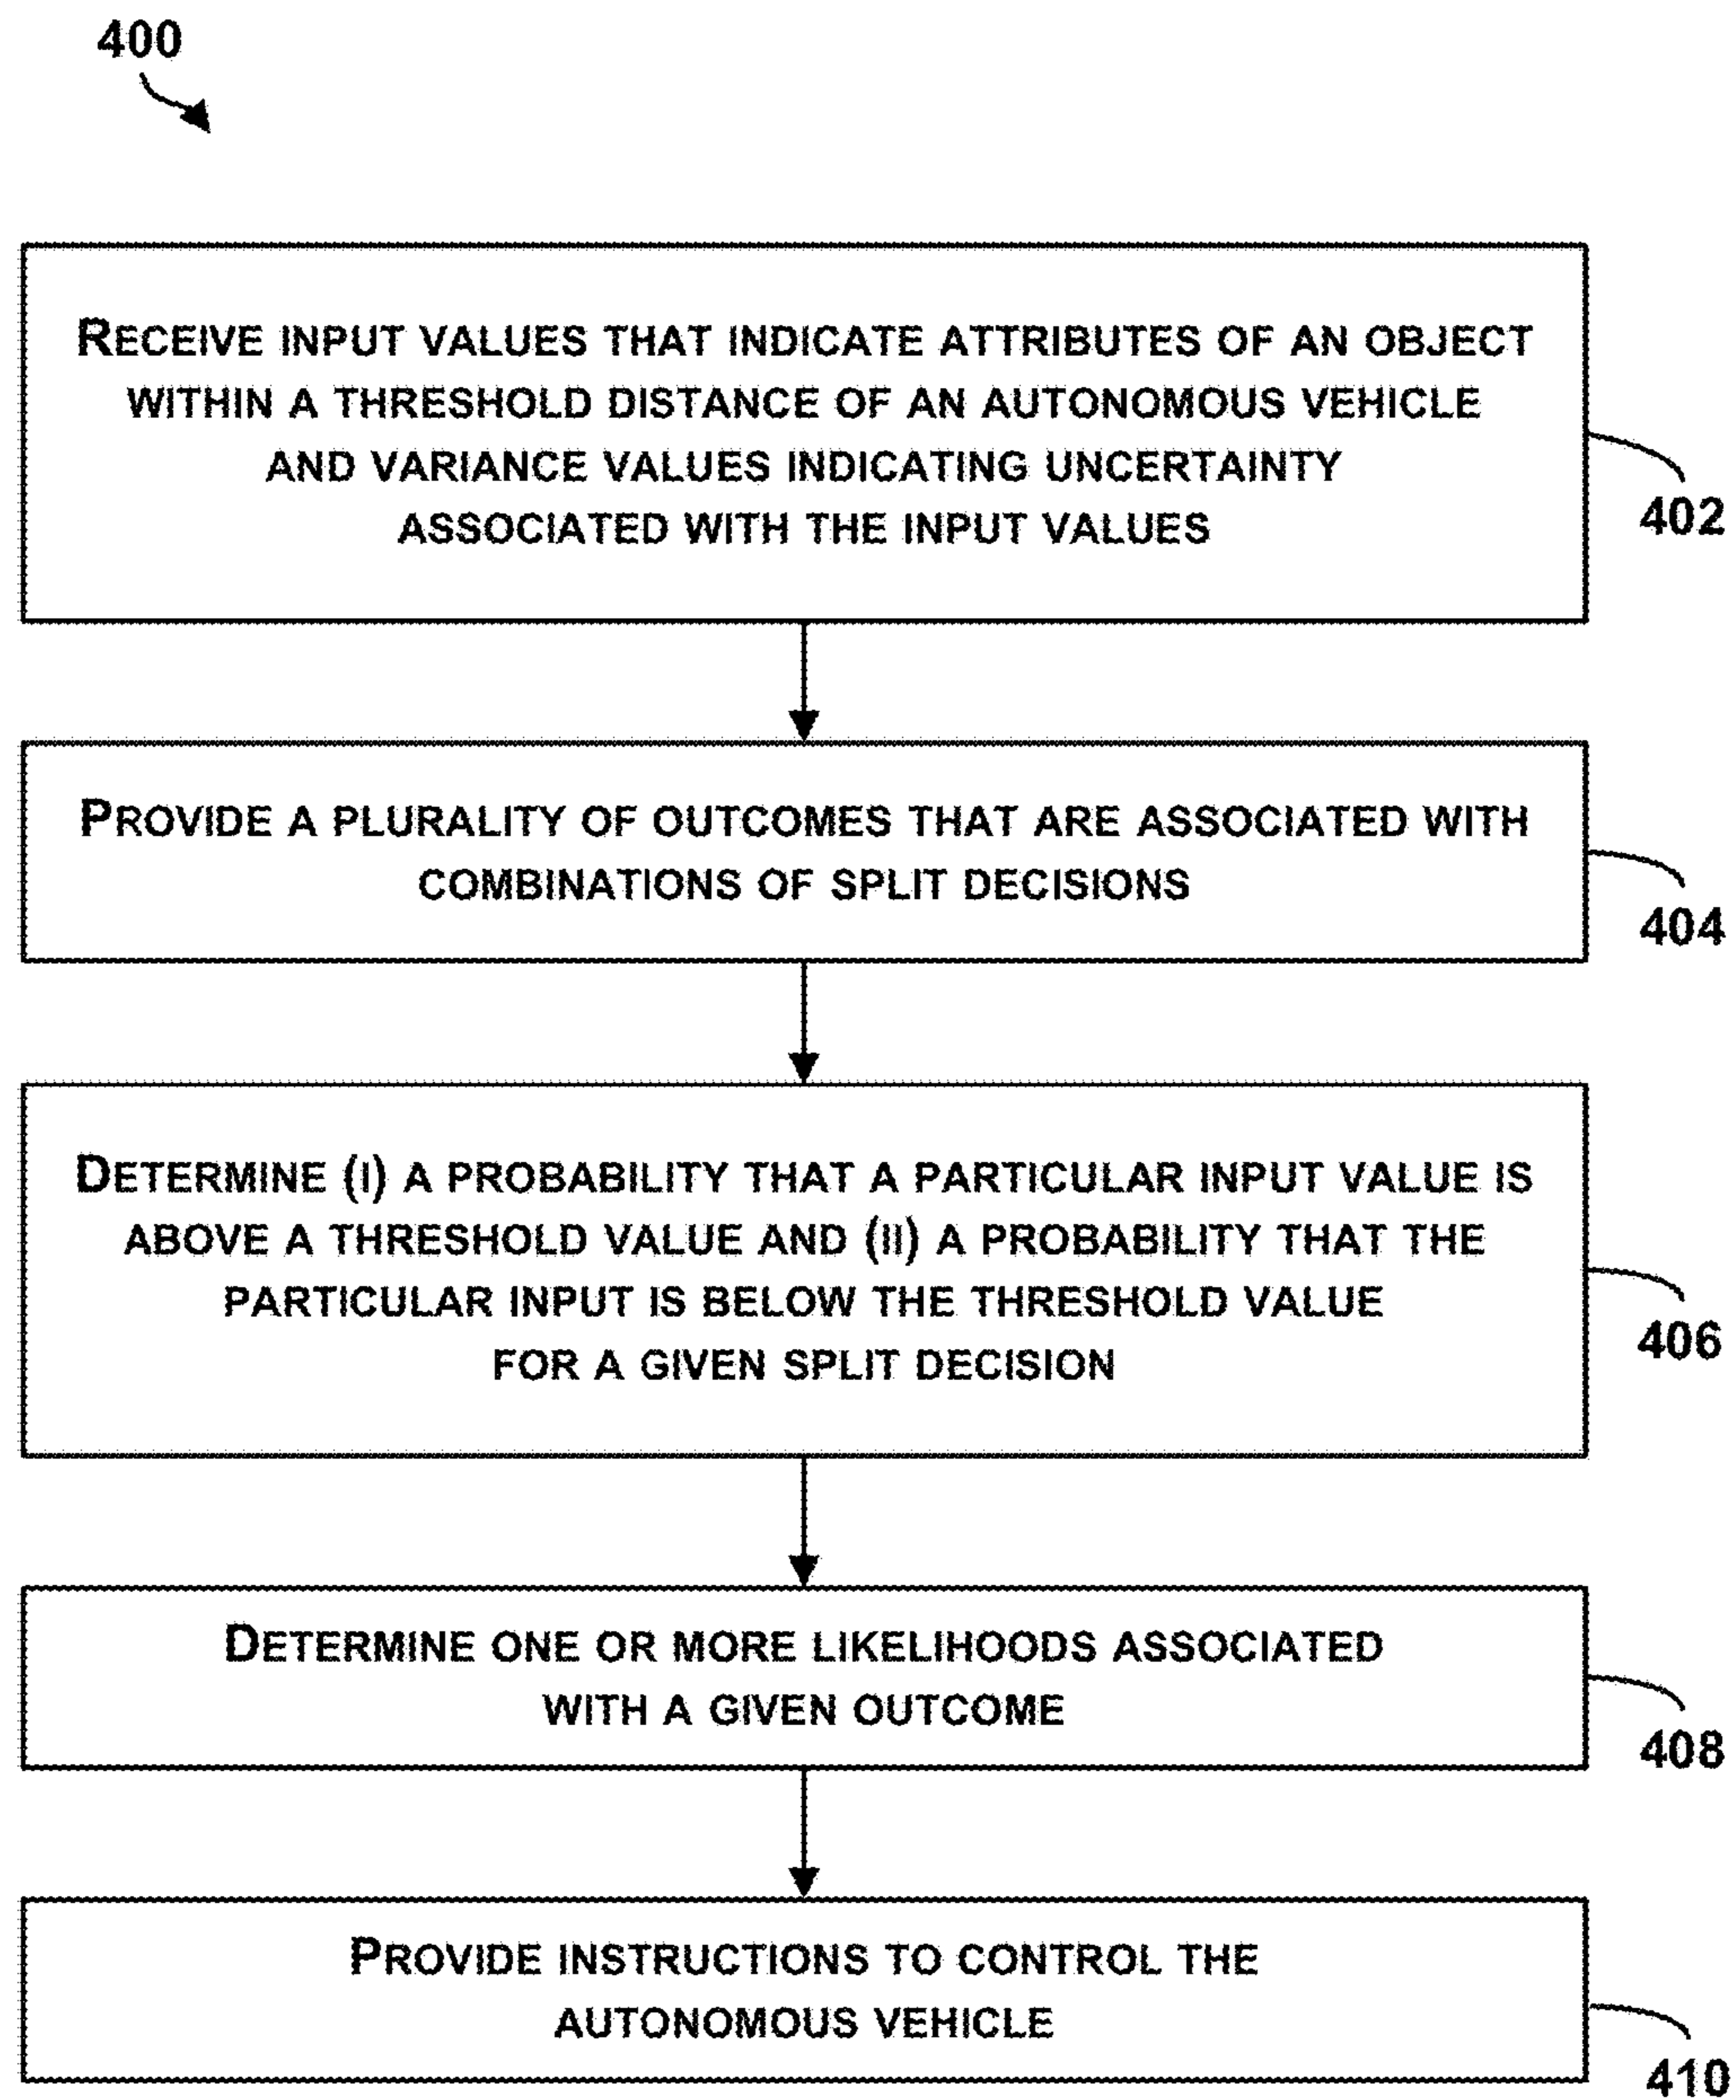 400
RECEIVE INPUT VALUES THAT INDICATE ATTRIBUTES OF AN OBJECT
WITHIN A THRESHOLD DISTANCE OF AN AUTONOMOUS VEHICLE
AND VARIANCE VALUES INDICATING UNCERTAINTY
ASSOCIATED WITH THE INPUT VALUES
402
PROVIDE A PLURALITY OF OUTCOMES THAT ARE ASSOCIATED WITH
COMBINATIONS OF SPLIT DECISIONS
404
DETERMINE (I) A PROBABILITY THAT A PARTICULAR INPUT VALUE IS
ABOVE A THRESHOLD VALUE AND (II) A PROBABILITY THAT THE
PARTICULAR INPUT IS BELOW THE THRESHOLD VALUE
FOR A GIVEN SPLIT DECISION
406
DETERMINE ONE OR MORE LIKELIHOODS ASSOCIATED
WITH A GIVEN OUTCOME
408
PROVIDE INSTRUCTIONS TO CONTROL THE
AUTONOMOUS VEHICLE
410